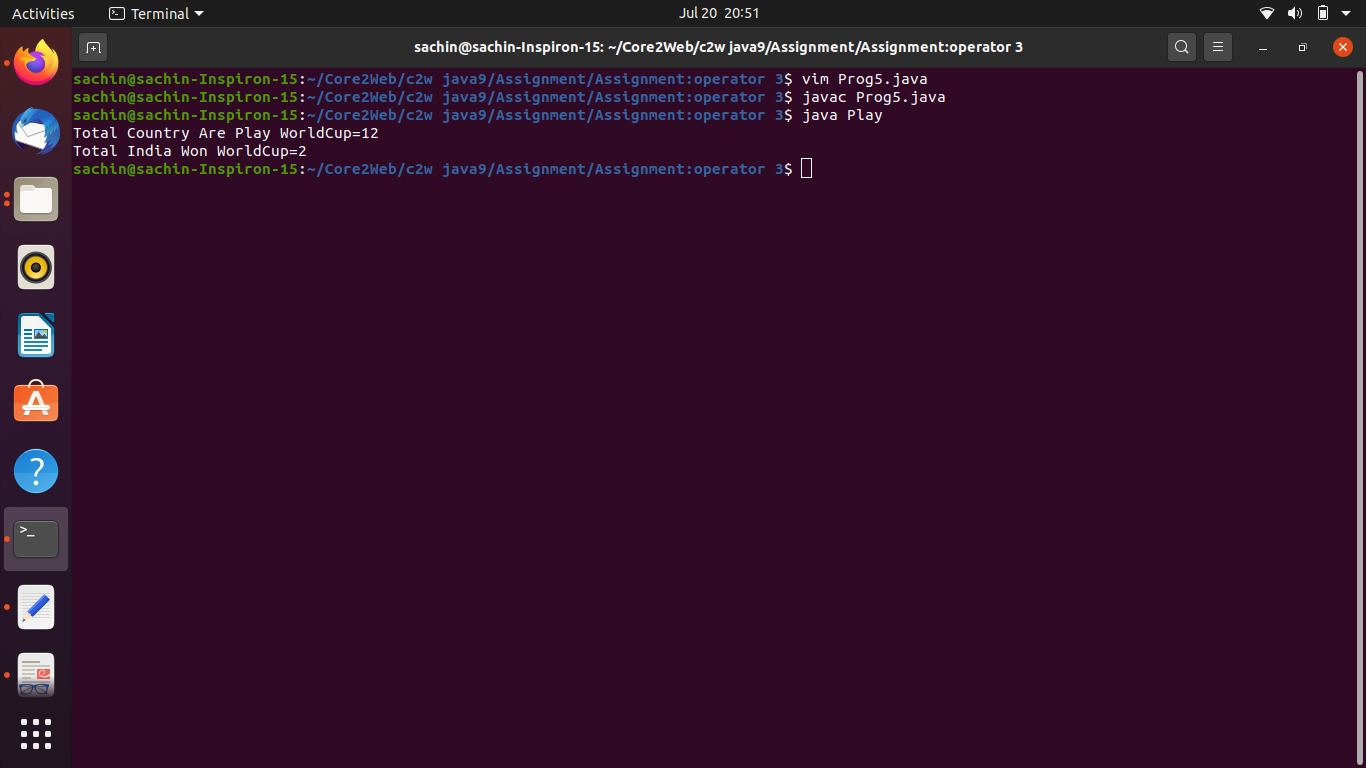 Activities Terminal Jul 20 20:51
sachin@sachin-Inspiron-15: ~/Core2Web/c2w java9/Assignment/Assignment:operator 3
sachin@sachin-Inspiron-15:~/Core2Web/c2w java9/Assignment/Assignment:operator 3$ vim Prog5.java
sachin@sachin-Inspiron-15:~/Core2Web/c2w java9/Assignment/Assignment:operator 3$ javac Prog5.java
sachin@sachin-Inspiron-15:~/Core2Web/c2w java9/Assignment/Assignment:operator 3$ java Play
Total Country Are Play WorldCup=12
Total India Won WorldCup=2
sachin@sachin-Inspiron-15:~/Core2Web/c2w java9/Assignment/Assignment:operator 3$